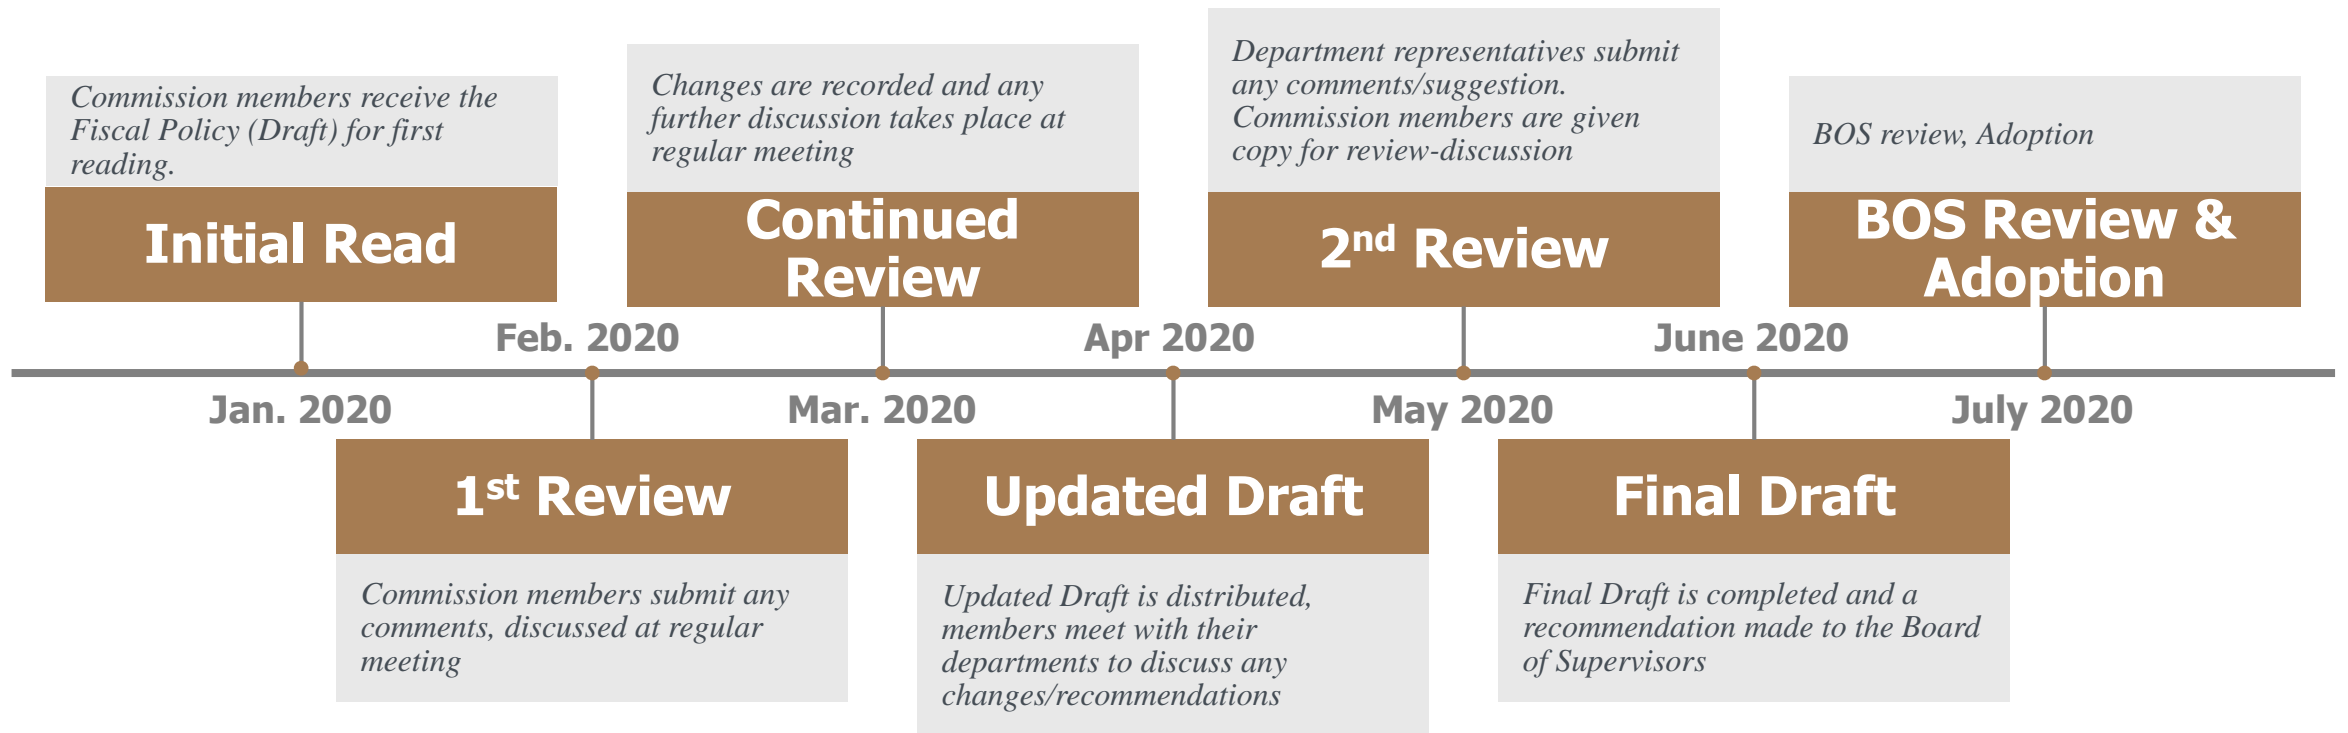 Commission members receive the
Fiscal Policy (Draft) for first
reading.
Initial Read
Jan. 2020
Feb. 2020
1st Review
Commission members submit any
comments, discussed at regular
meeting
Changes are recorded and any
further discussion takes place at
regular meeting
Continued
Review
Mar. 2020
Apr 2020
Updated Draft
Updated Draft is distributed,
members meet with their
departments to discuss any
changes/recommendations
Department representatives submit
any comments/suggestion.
Commission members are given
copy for review-discussion
2nd Review
May 2020
June 2020
Final Draft
Final Draft is completed and a
recommendation made to the Board
of Supervisors
BOS review, Adoption
BOS Review &
Adoption
July 2020